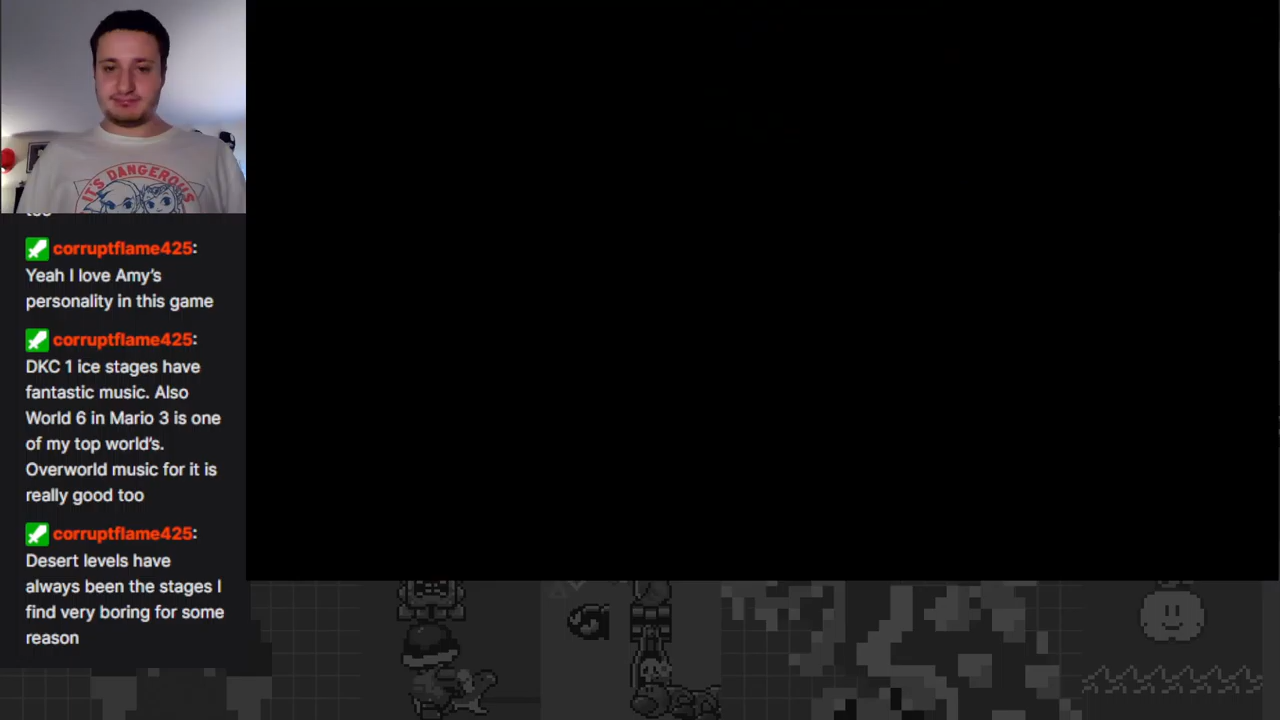 IT'S DANGEROUS
too
corruptflame425:
Yeah I love Amy's
personality in this game
corruptflame425:
DKC 1 ice stages have
fantastic music. Also
World 6 in Mario 3 is one
of my top world's.
Overworld music for it is
really good too
corruptflame425:
Desert levels have
always been the stages I
find very boring for some
reason